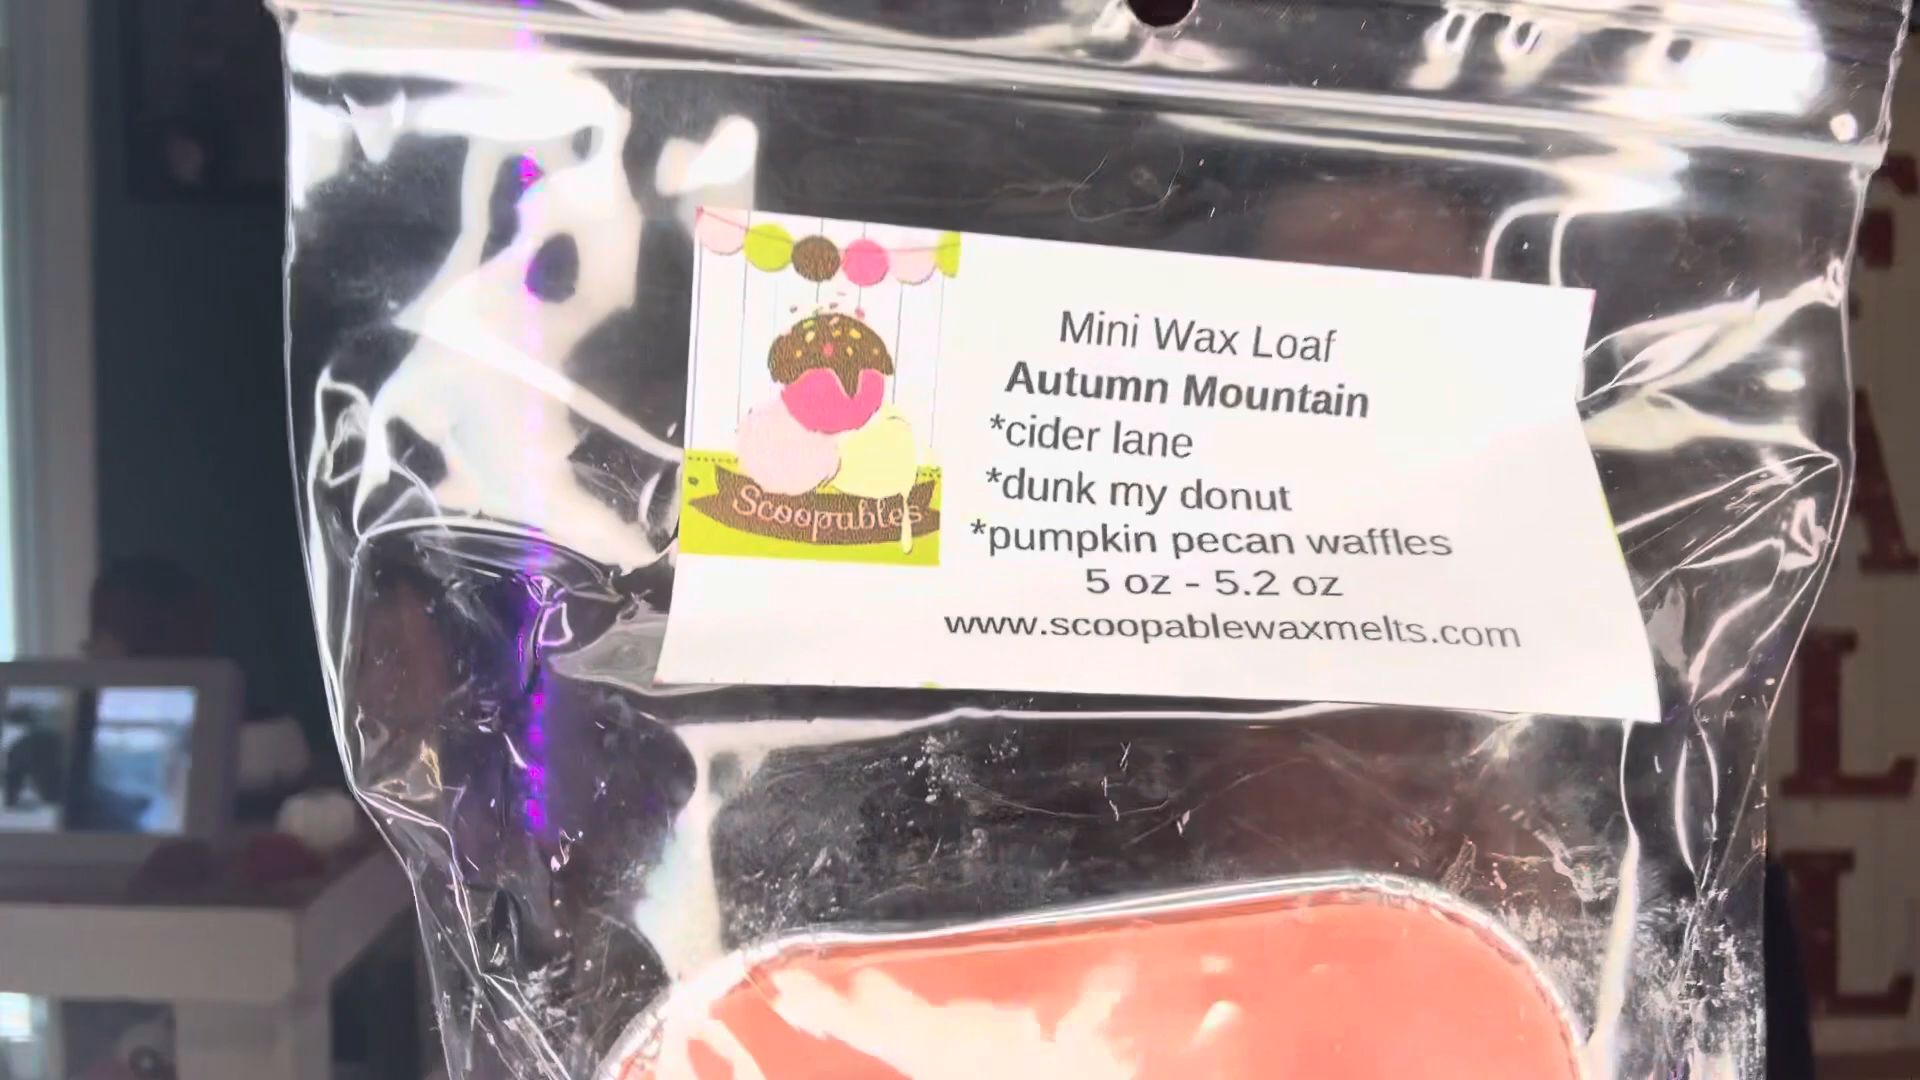 Scoopables
Mini Wax Loaf
Autumn Mountain
*cider lane
*dunk my donut
*pumpkin pecan waffles
5 oz - 5.2 oz
www.scoopablewaxmelts.com